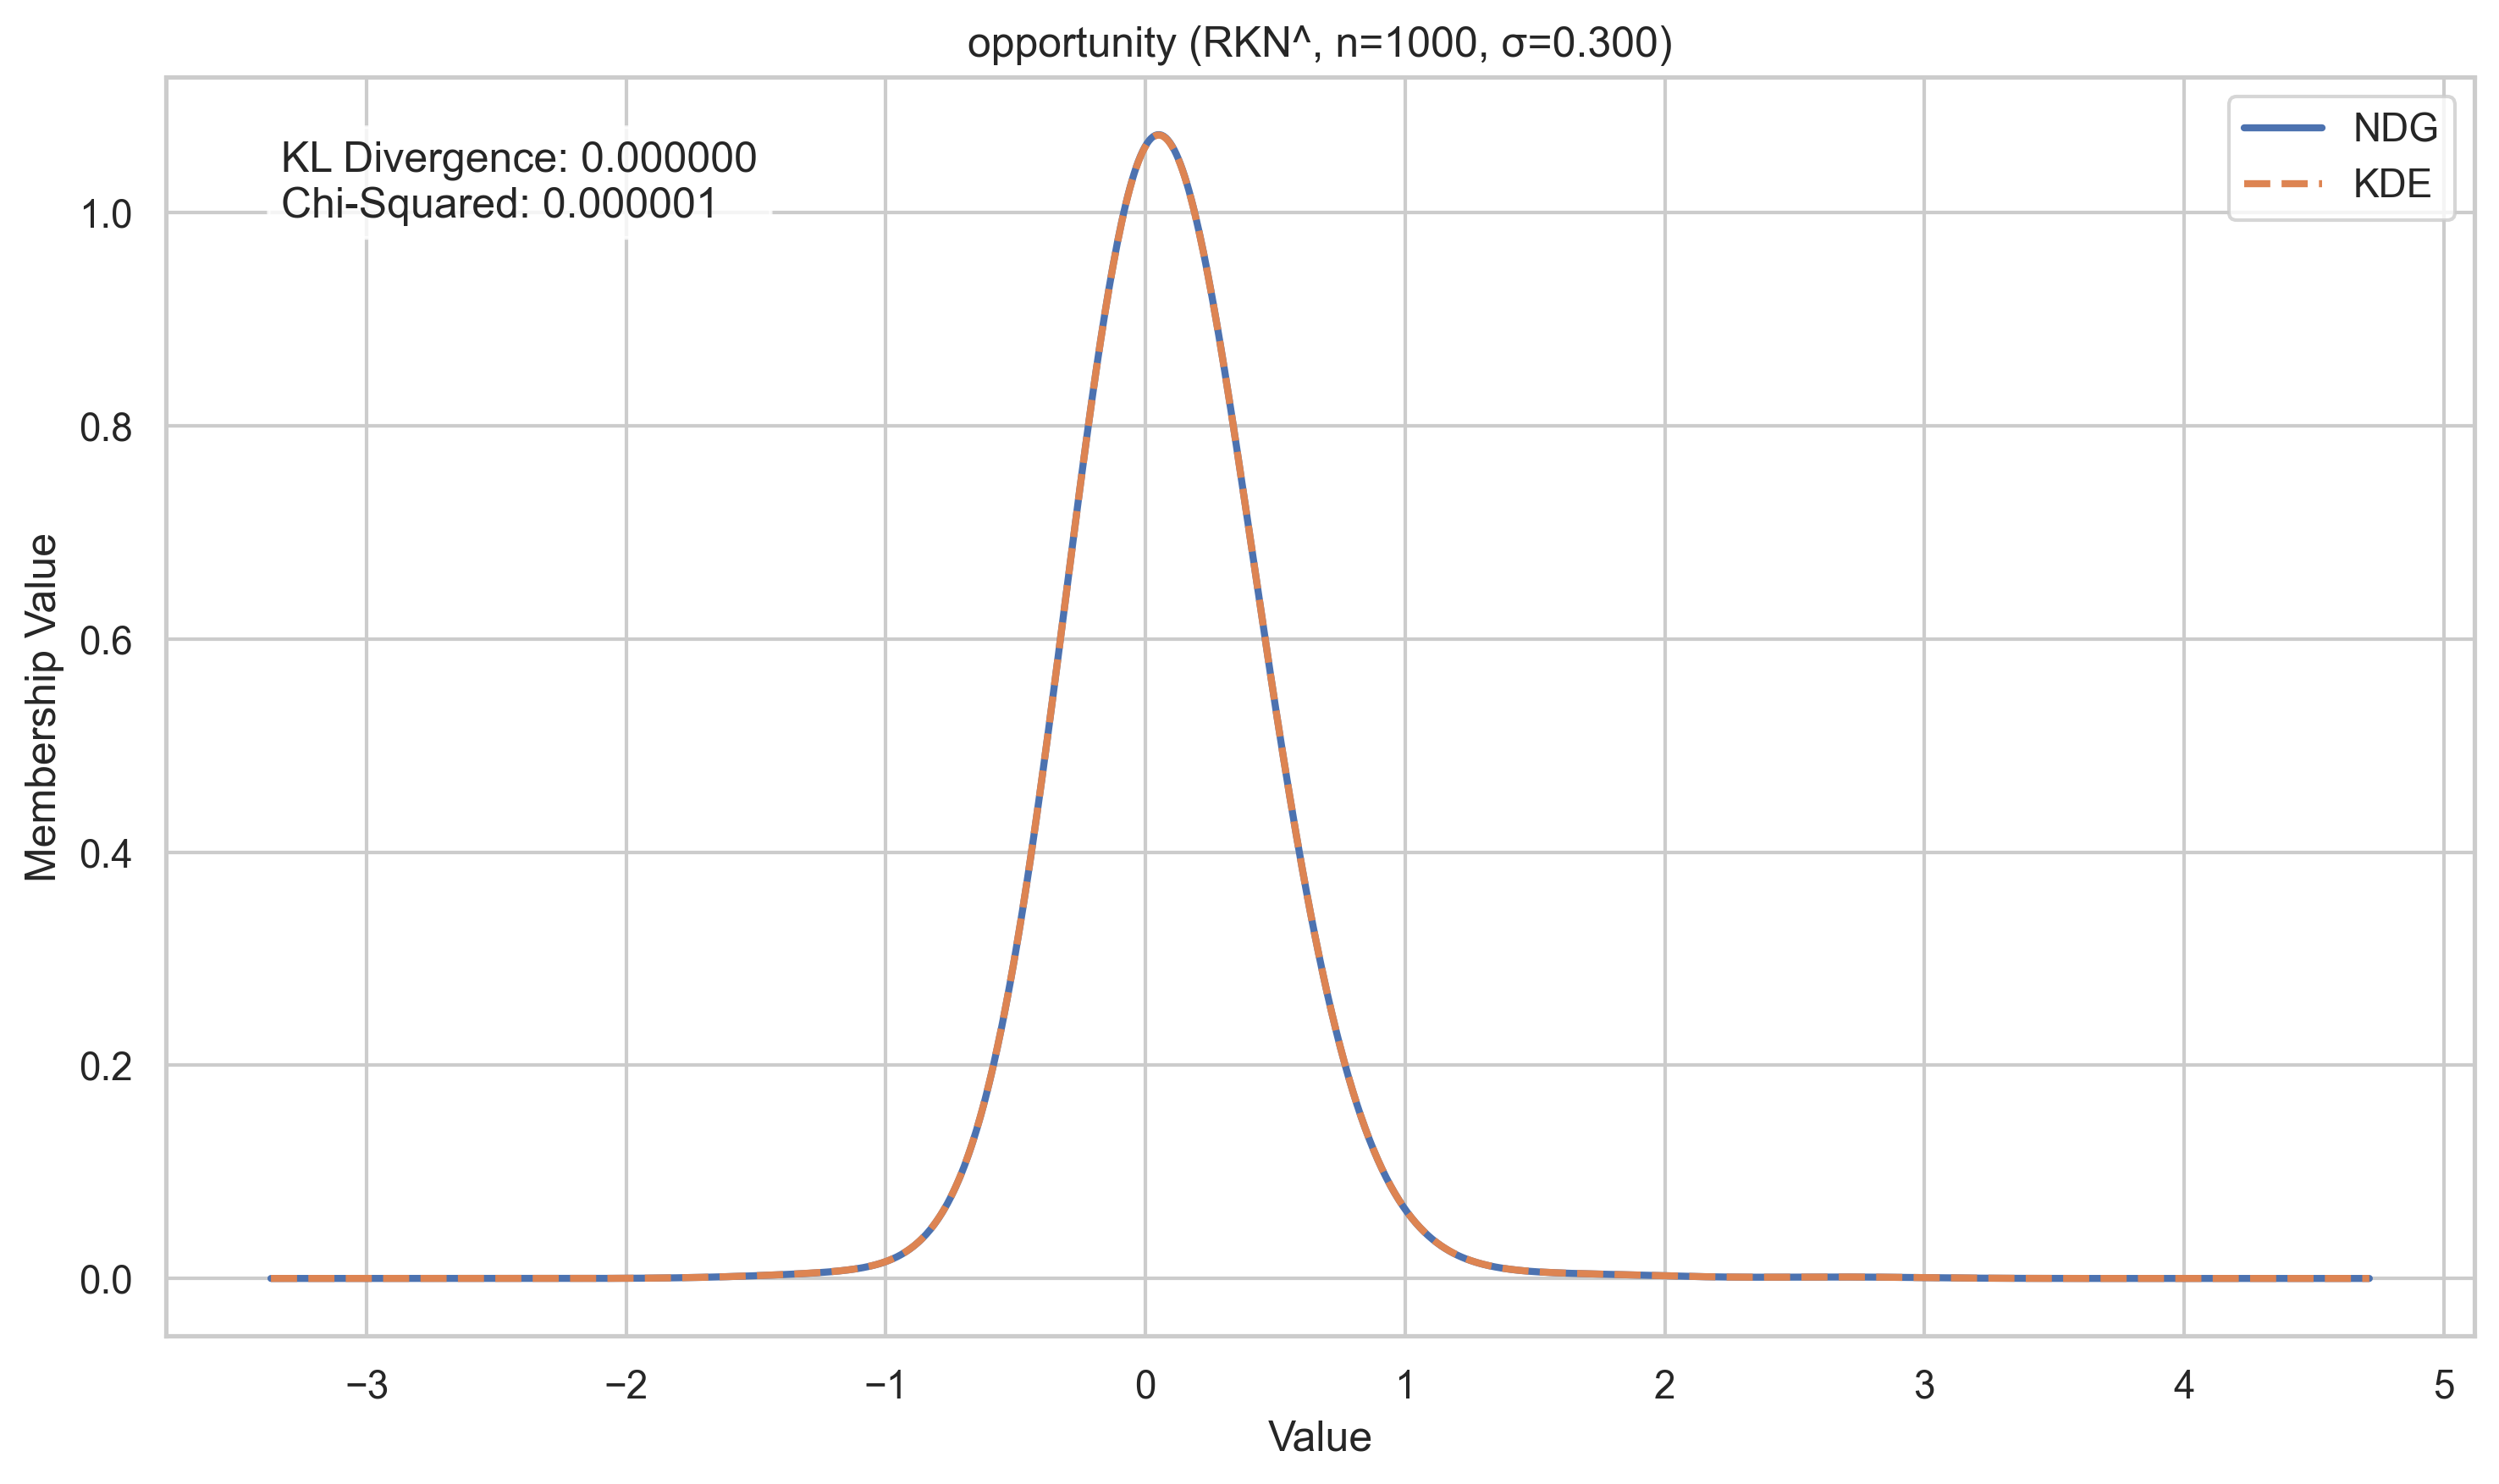 opportunity (RKN^, n=1000, σ=0.300)
KL Divergence: 0.000000
Chi-Squared: 0.000001
NDG
KDE
Membership Value
1.0
0.8
0.6
0.4
0.2
0.0
−3 −2 −1 0 1 2 3 4 5
Value